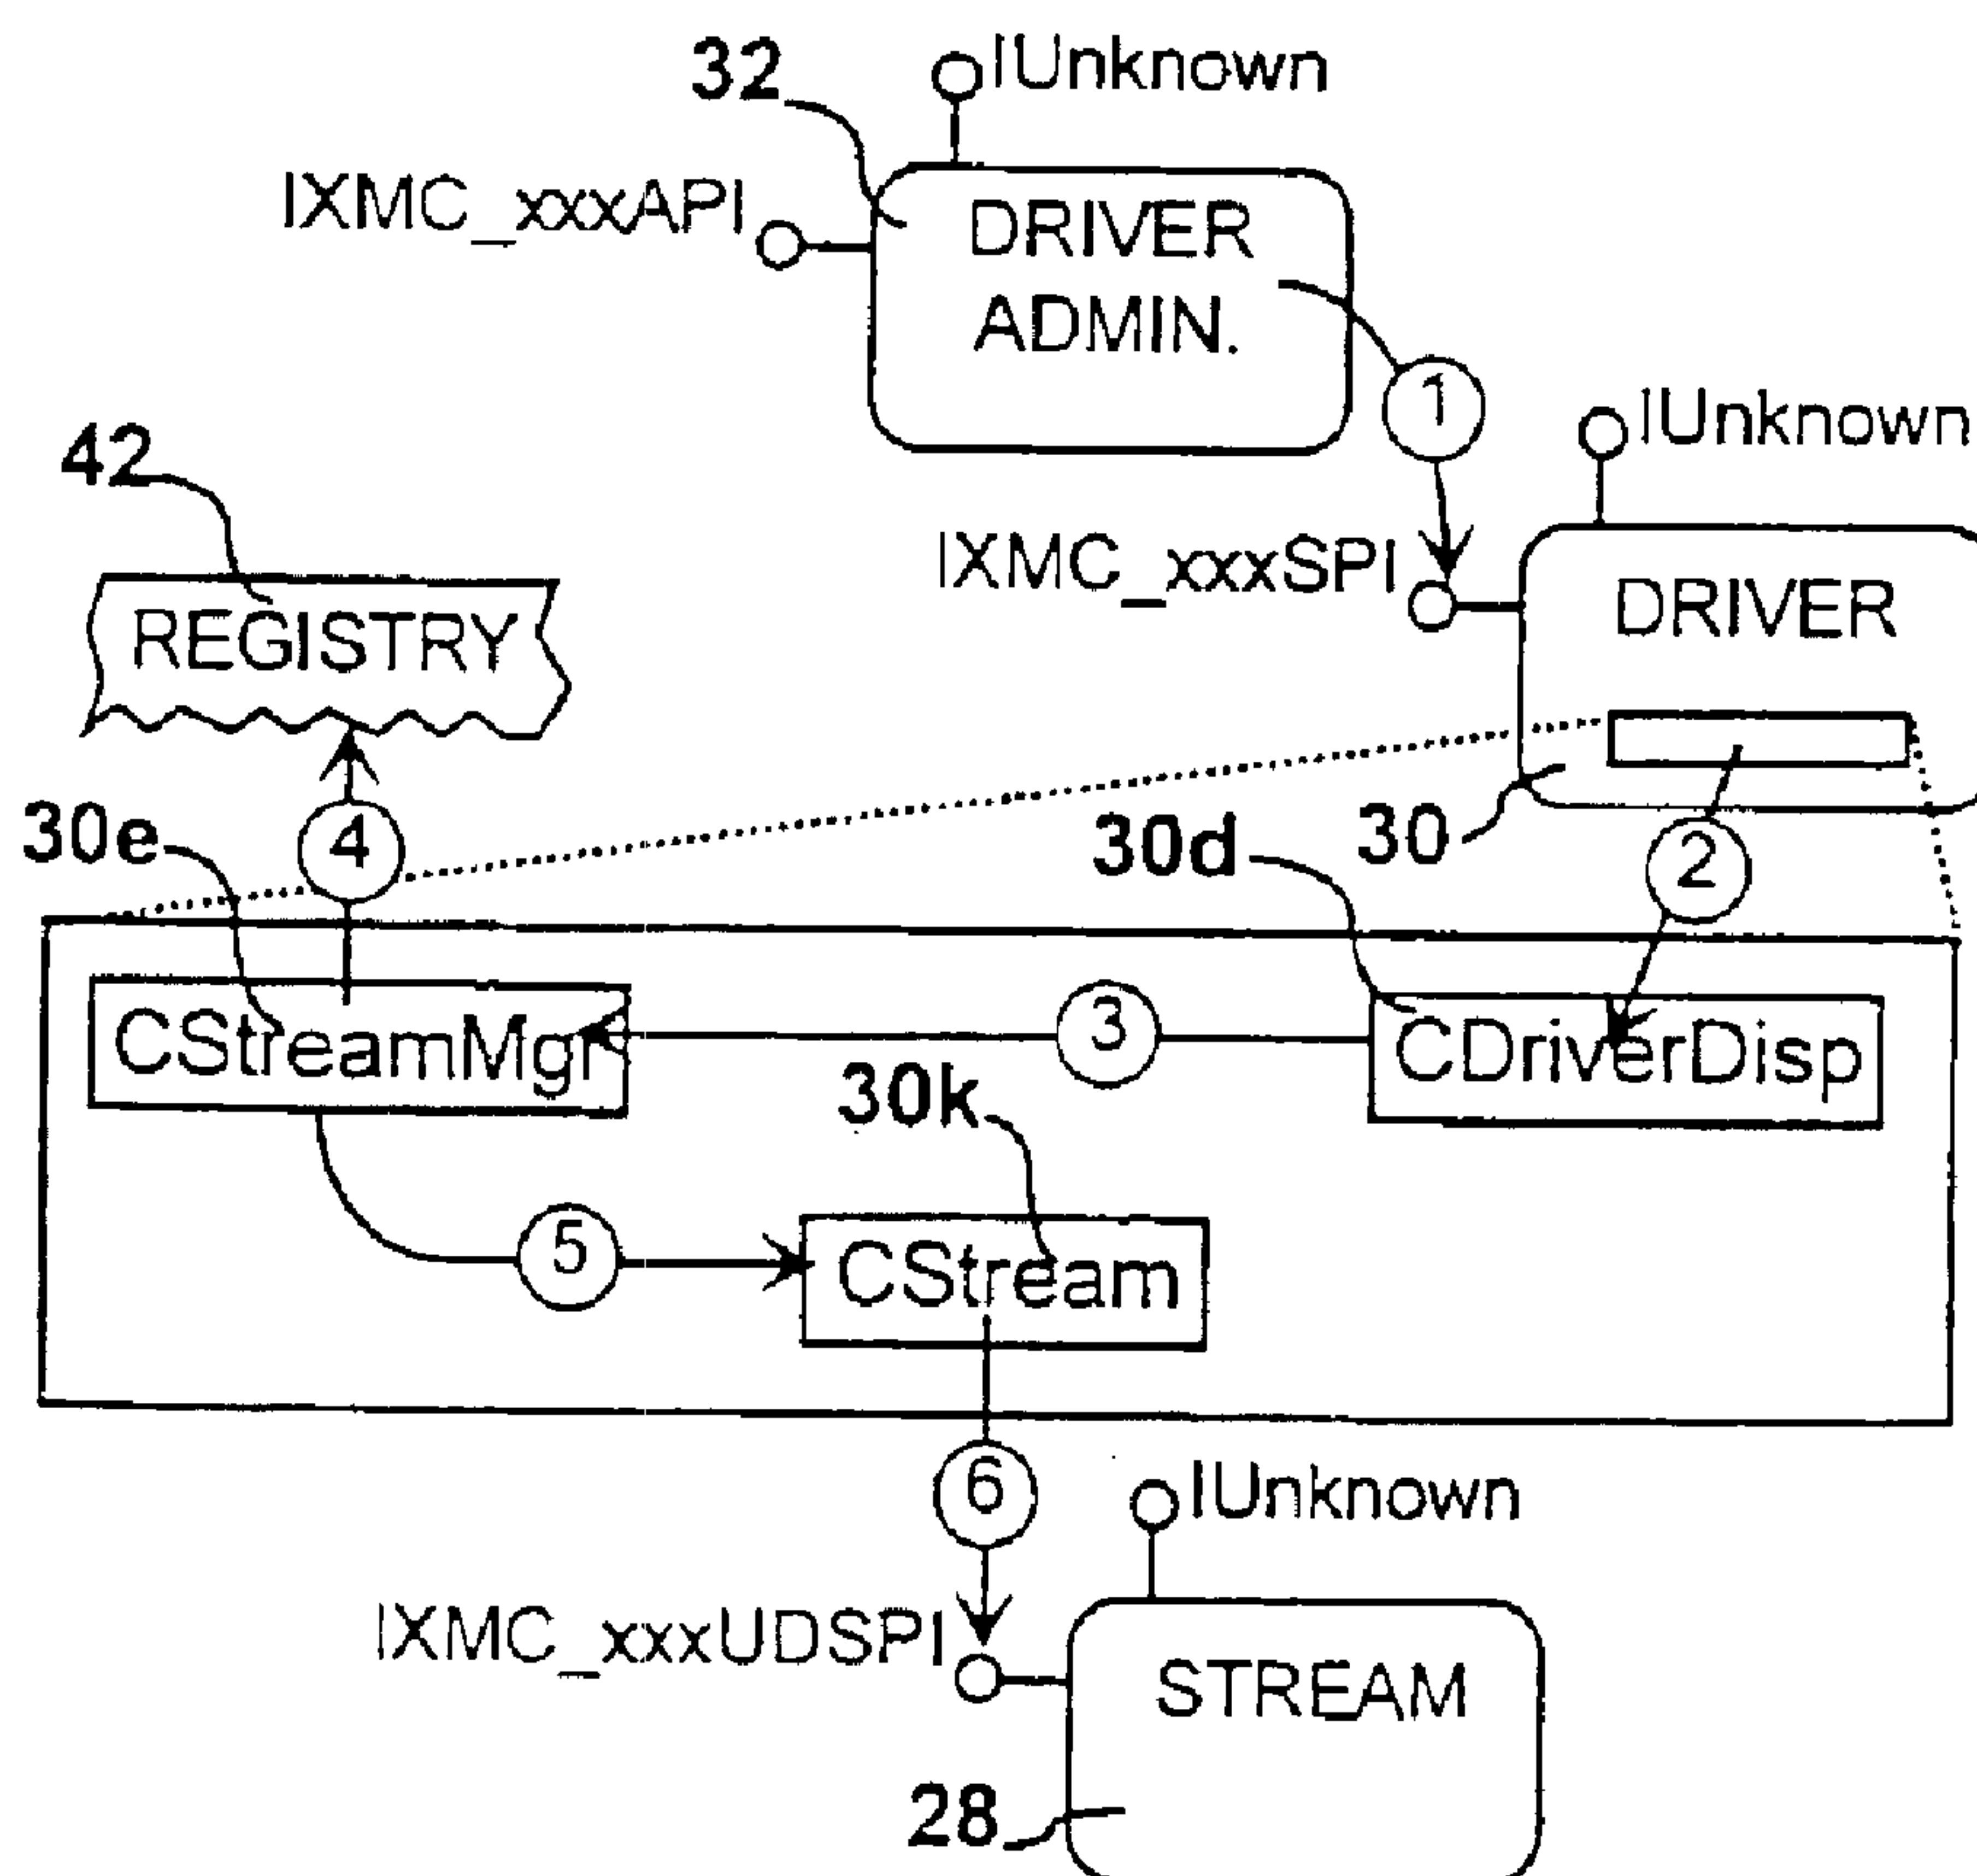 32
IUnknown
IXMC_xxxAPI
DRIVER
ADMIN.
1
IUnknown
42
IXMC_xxxSPI
DRIVER
REGISTRY
30e
4
30d
30
2
CStreamMgr
3
CDriverDisp
30k
5
CStream
6
IUnknown
IXMC_xxxUDSPI
STREAM
28